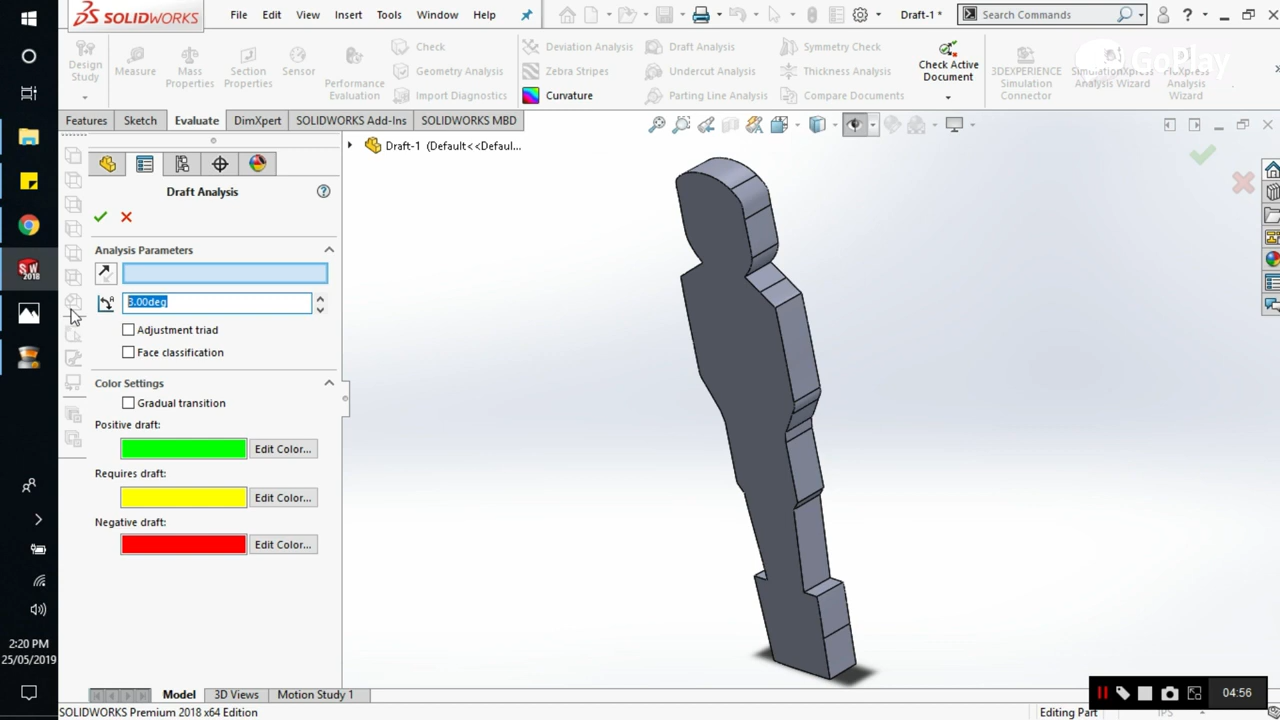 SOLIDWORKS
File Edit View Insert Tools Window Help
Draft-1 *
Search Commands
Design Study
Measure
Mass Properties
Section Properties
Sensor
Performance Evaluation
Check
Geometry Analysis
Import Diagnostics
Deviation Analysis
Zebra Stripes
Curvature
Draft Analysis
Undercut Analysis
Parting Line Analysis
Symmetry Check
Thickness Analysis
Compare Documents
Check Active Document
3DEXPERIENCE Simulation Connector
SimulationXpress Analysis Wizard
Analysis Wizard
GoPlay
Features Sketch Evaluate DimXpert SOLIDWORKS Add-Ins SOLIDWORKS MBD
Draft-1 (Default<<Defaul...
Draft Analysis
Analysis Parameters
3.00deg
Adjustment triad
Face classification
Color Settings
Gradual transition
Positive draft:
Edit Color...
Requires draft:
Edit Color...
Negative draft:
Edit Color...
SW
2018
2:20 PM
25/05/2019
Model 3D Views Motion Study 1
SOLIDWORKS Premium 2018 x64 Edition
Editing Part
IPS
04:56